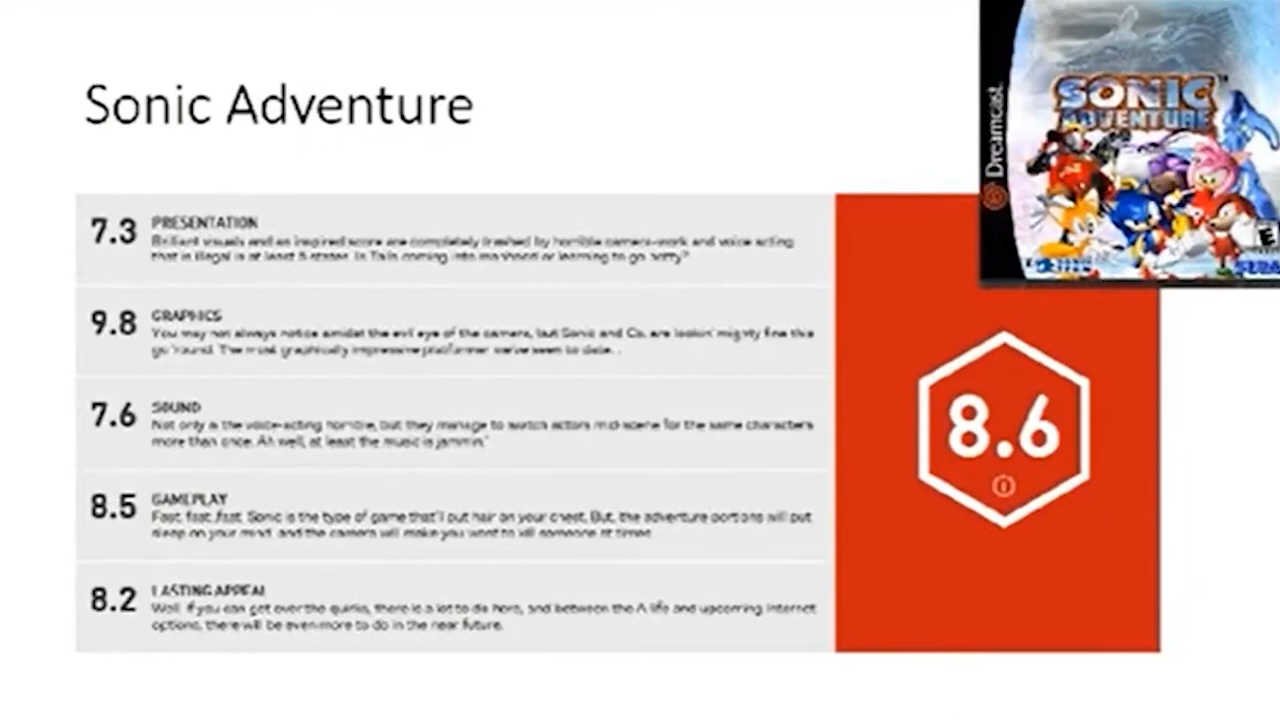 Sonic Adventure
Dreamcast
SONIC
ADVENTURE
E
SEGA
7.3 PRESENTATION
Brilliant visuals and an inspired score are completely trashed by horrible camera-work and voice acting
that is illegal is at least 5 states. Is Tails coming into manhood or learning to go potty?
9.8 GRAPHICS
You may not always notice amidst the evil eye of the camera, but Sonic and Co. are lookin' mighty fine this
go 'round. The most graphically impressive platformer we've seen to date...
7.6 SOUND
Not only is the voice-acting horrible, but they manage to switch actors mid-scene for the same characters
more than once. Ah well, at least the music is jammin.'
8.5 GAMEPLAY
Fast, fast, fast. Sonic is the type of game that'll put hair on your chest. But, the adventure portions will put
sleep on your mind, and the camera will make you want to kill someone at times.
8.2 LASTING APPEAL
Well, if you can get over the quirks, there is a lot to do here, and between the A-life and upcoming Internet
options, there will be even more to do in the near future.
8.6